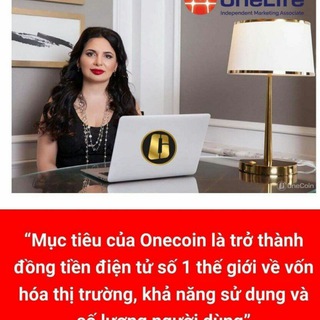 OneLife
Independent Marketing Associate
OneCoin
“Mục tiêu của Onecoin là trở thành
đồng tiền điện tử số 1 thế giới về vốn
hóa thị trường, khả năng sử dụng và
số lượng người dùng”